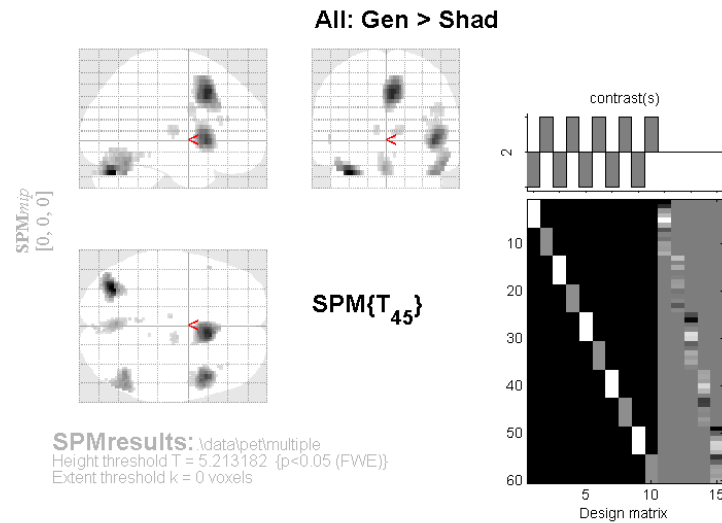 All: Gen > Shad
SPMmip
[0, 0, 0]
<
<
<
SPM{T45}
contrast(s)
2
10
20
30
40
50
60
5 10 15
Design matrix
SPMresults: .\data\pet\multiple
Height threshold T = 5.213182 {p<0.05 (FWE)}
Extent threshold k = 0 voxels